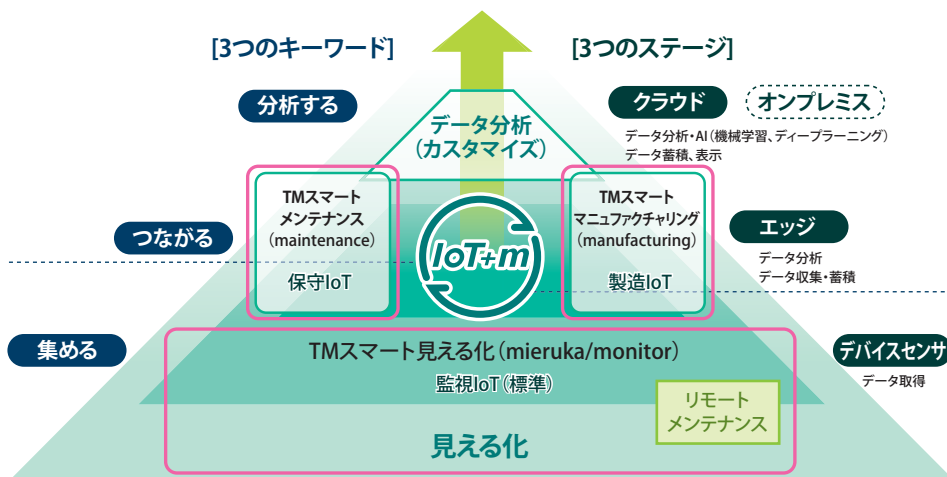 [3つのキーワード]
[3つのステージ]
分析する
クラウド
オンプレミス
データ分析・AI(機械学習、ディープラーニング)
データ蓄積、表示
データ分析
(カスタマイズ)
つながる
TMスマート
メンテナンス
(maintenance)
保守IoT
IoT+m
TMスマート
マニュファクチャリング
(manufacturing)
製造IoT
エッジ
データ分析
データ収集・蓄積
集める
TMスマート見える化(mieruka/monitor)
監視IoT(標準)
デバイスセンサ
データ取得
リモート
メンテナンス
見える化